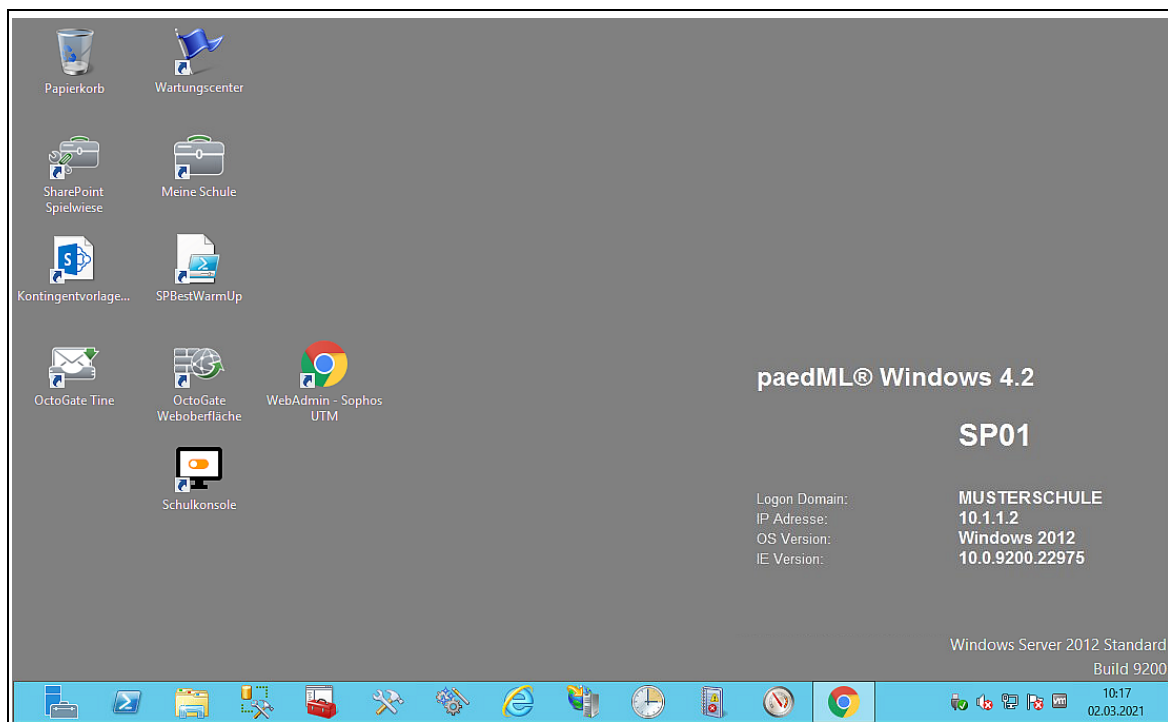 Papierkorb
Wartungscenter
SharePoint
Spielwiese
Meine Schule
Kontingentvorlage...
SPBestWarmUp
OctoGate Tine
OctoGate
Weboberfläche
WebAdmin - Sophos
UTM
Schulkonsole
paedML® Windows 4.2
SP01
Logon Domain: MUSTERSCHULE
IP Adresse: 10.1.1.2
OS Version: Windows 2012
IE Version: 10.0.9200.22975
Windows Server 2012 Standard
Build 9200
10:17
02.03.2021